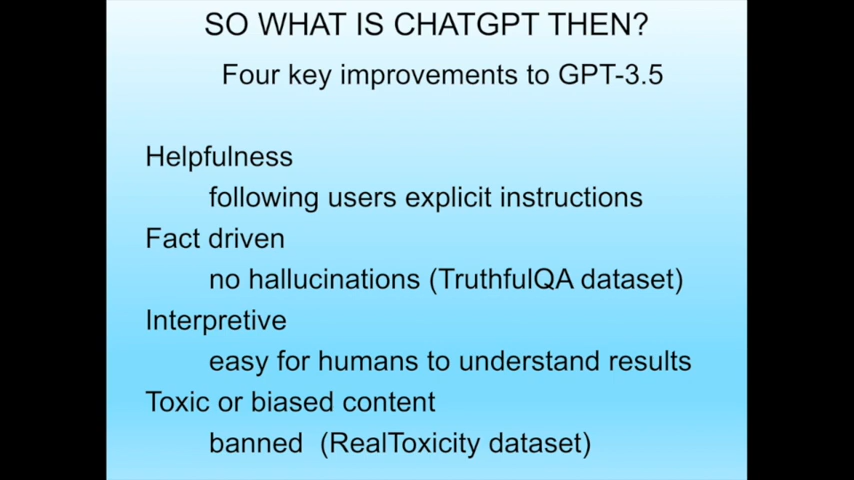 SO WHAT IS CHATGPT THEN?
Four key improvements to GPT-3.5
Helpfulness
following users explicit instructions
Fact driven
no hallucinations (TruthfulQA dataset)
Interpretive
easy for humans to understand results
Toxic or biased content
banned (RealToxicity dataset)